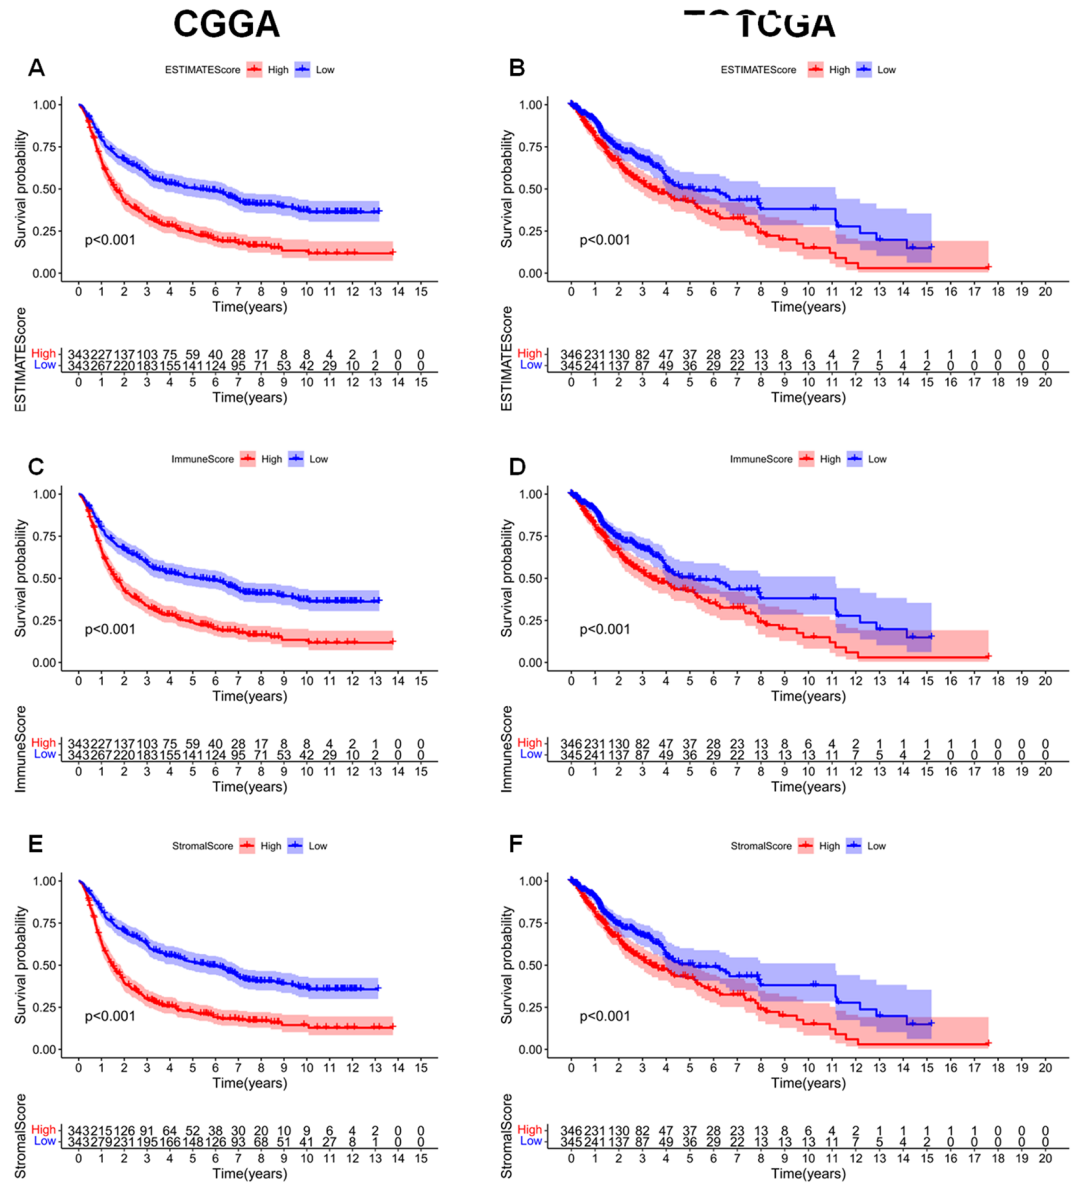 CGGA
TCGA
A
ESTIMATEScore High Low
Survival probability
1.00
0.75
0.50
0.25
0.00
p<0.001
0 1 2 3 4 5 6 7 8 9 10 11 12 13 14 15
Time(years)
ESTIMATEScore
High 343 227 137 103 75 59 40 28 17 8 8 4 2 1 0 0
Low 343 267 220 183 155 141 124 95 71 53 42 29 10 2 0 0
0 1 2 3 4 5 6 7 8 9 10 11 12 13 14 15
Time(years)
B
ESTIMATEScore High Low
Survival probability
1.00
0.75
0.50
0.25
0.00
p<0.001
0 1 2 3 4 5 6 7 8 9 10 11 12 13 14 15 16 17 18 19 20
Time(years)
ESTIMATEScore
High 346 231 130 82 47 37 28 23 13 8 6 4 2 1 1 1 1 1 0 0 0
Low 345 241 137 87 49 36 29 22 13 13 13 11 7 5 4 2 0 0 0 0 0
0 1 2 3 4 5 6 7 8 9 10 11 12 13 14 15 16 17 18 19 20
Time(years)
C
ImmuneScore High Low
Survival probability
1.00
0.75
0.50
0.25
0.00
p<0.001
0 1 2 3 4 5 6 7 8 9 10 11 12 13 14 15
Time(years)
ImmuneScore
High 343 227 137 103 75 59 40 28 17 8 8 4 2 1 0 0
Low 343 267 220 183 155 141 124 95 71 53 42 29 10 2 0 0
0 1 2 3 4 5 6 7 8 9 10 11 12 13 14 15
Time(years)
D
ImmuneScore High Low
Survival probability
1.00
0.75
0.50
0.25
0.00
p<0.001
0 1 2 3 4 5 6 7 8 9 10 11 12 13 14 15 16 17 18 19 20
Time(years)
ImmuneScore
High 346 231 130 82 47 37 28 23 13 8 6 4 2 1 1 1 1 1 0 0 0
Low 345 241 137 87 49 36 29 22 13 13 13 11 7 5 4 2 0 0 0 0 0
0 1 2 3 4 5 6 7 8 9 10 11 12 13 14 15 16 17 18 19 20
Time(years)
E
StromalScore High Low
Survival probability
1.00
0.75
0.50
0.25
0.00
p<0.001
0 1 2 3 4 5 6 7 8 9 10 11 12 13 14 15
Time(years)
StromalScore
High 343 215 126 91 64 52 38 30 20 10 9 6 4 2 0 0
Low 343 279 231 195 166 148 126 93 68 51 41 27 8 1 0 0
0 1 2 3 4 5 6 7 8 9 10 11 12 13 14 15
Time(years)
F
StromalScore High Low
Survival probability
1.00
0.75
0.50
0.25
0.00
p<0.001
0 1 2 3 4 5 6 7 8 9 10 11 12 13 14 15 16 17 18 19 20
Time(years)
StromalScore
High 346 231 130 82 47 37 28 23 13 8 6 4 2 1 1 1 1 1 0 0 0
Low 345 241 137 87 49 36 29 22 13 13 13 11 7 5 4 2 0 0 0 0 0
0 1 2 3 4 5 6 7 8 9 10 11 12 13 14 15 16 17 18 19 20
Time(years)